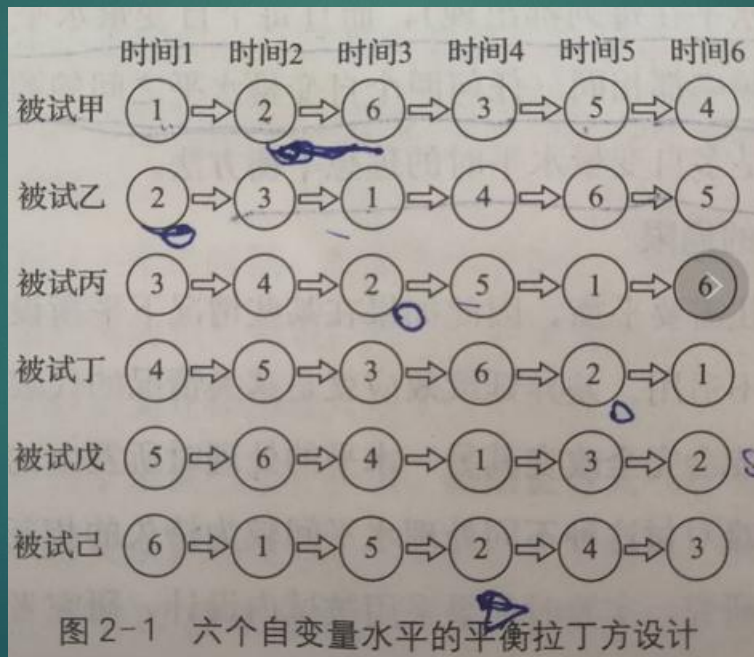 时间1 时间2 时间3 时间4 时间5 时间6
被试甲 1 2 6 3 5 4
被试乙 2 3 1 4 6 5
被试丙 3 4 2 5 1 6
被试丁 4 5 3 6 2 1
被试戊 5 6 4 1 3 2
被试己 6 1 5 2 4 3
图2-1 六个自变量水平的平衡拉丁方设计